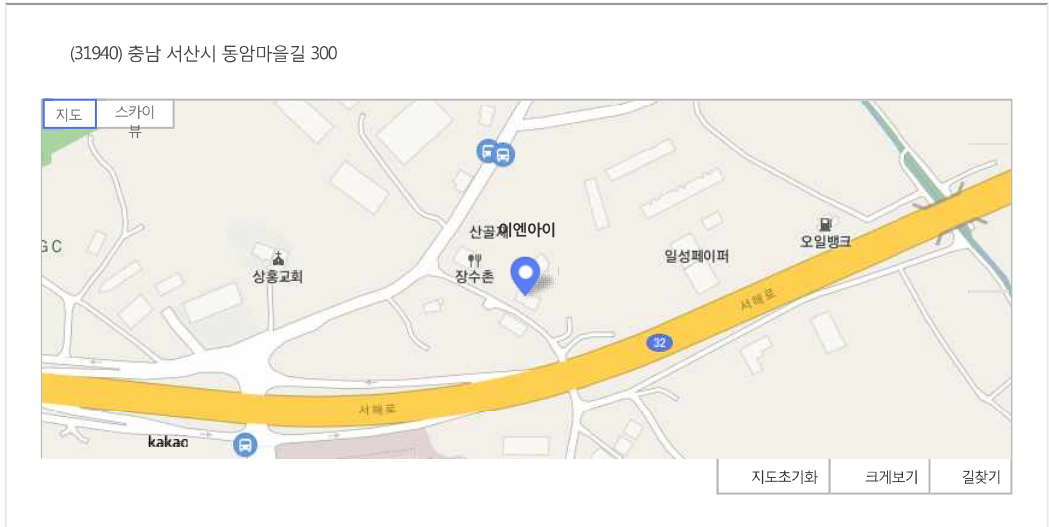 (31940) 충남 서산시 동암마을길 300
지도
스카이
뷰
산골재
이엔아이
GC
상홍교회
장수촌
일성페이퍼
오일뱅크
서해로
32
서해로
kakao
지도초기화
크게보기
길찾기